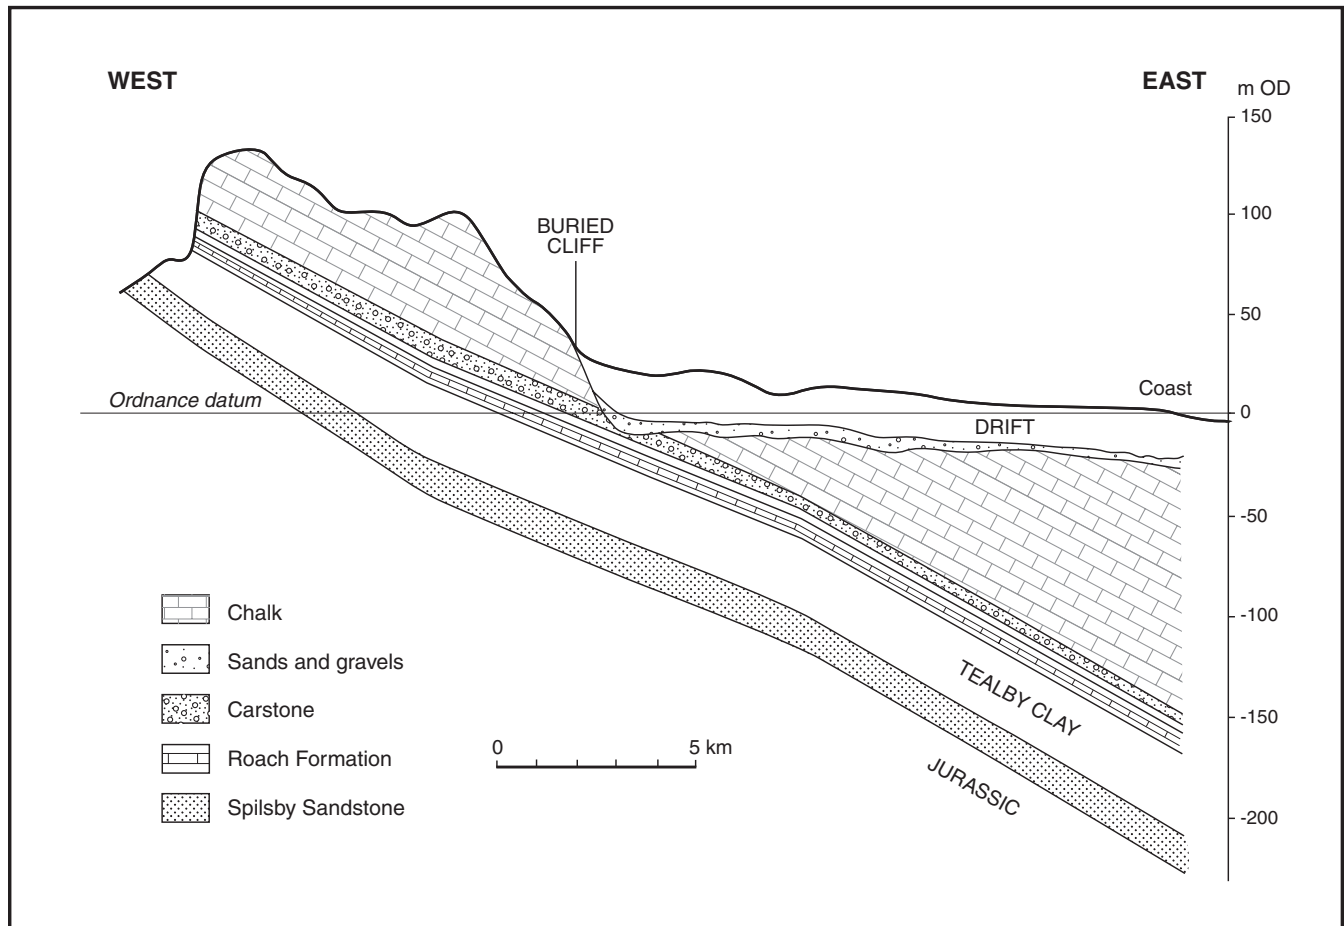 WEST
EAST
m OD
150
100
BURIED
CLIFF
50
Coast
Ordnance datum
0
DRIFT
-50
Chalk
-100
Sands and gravels
TEALBY CLAY
Carstone
-150
0 5 km
Roach Formation
JURASSIC
Spilsby Sandstone
-200